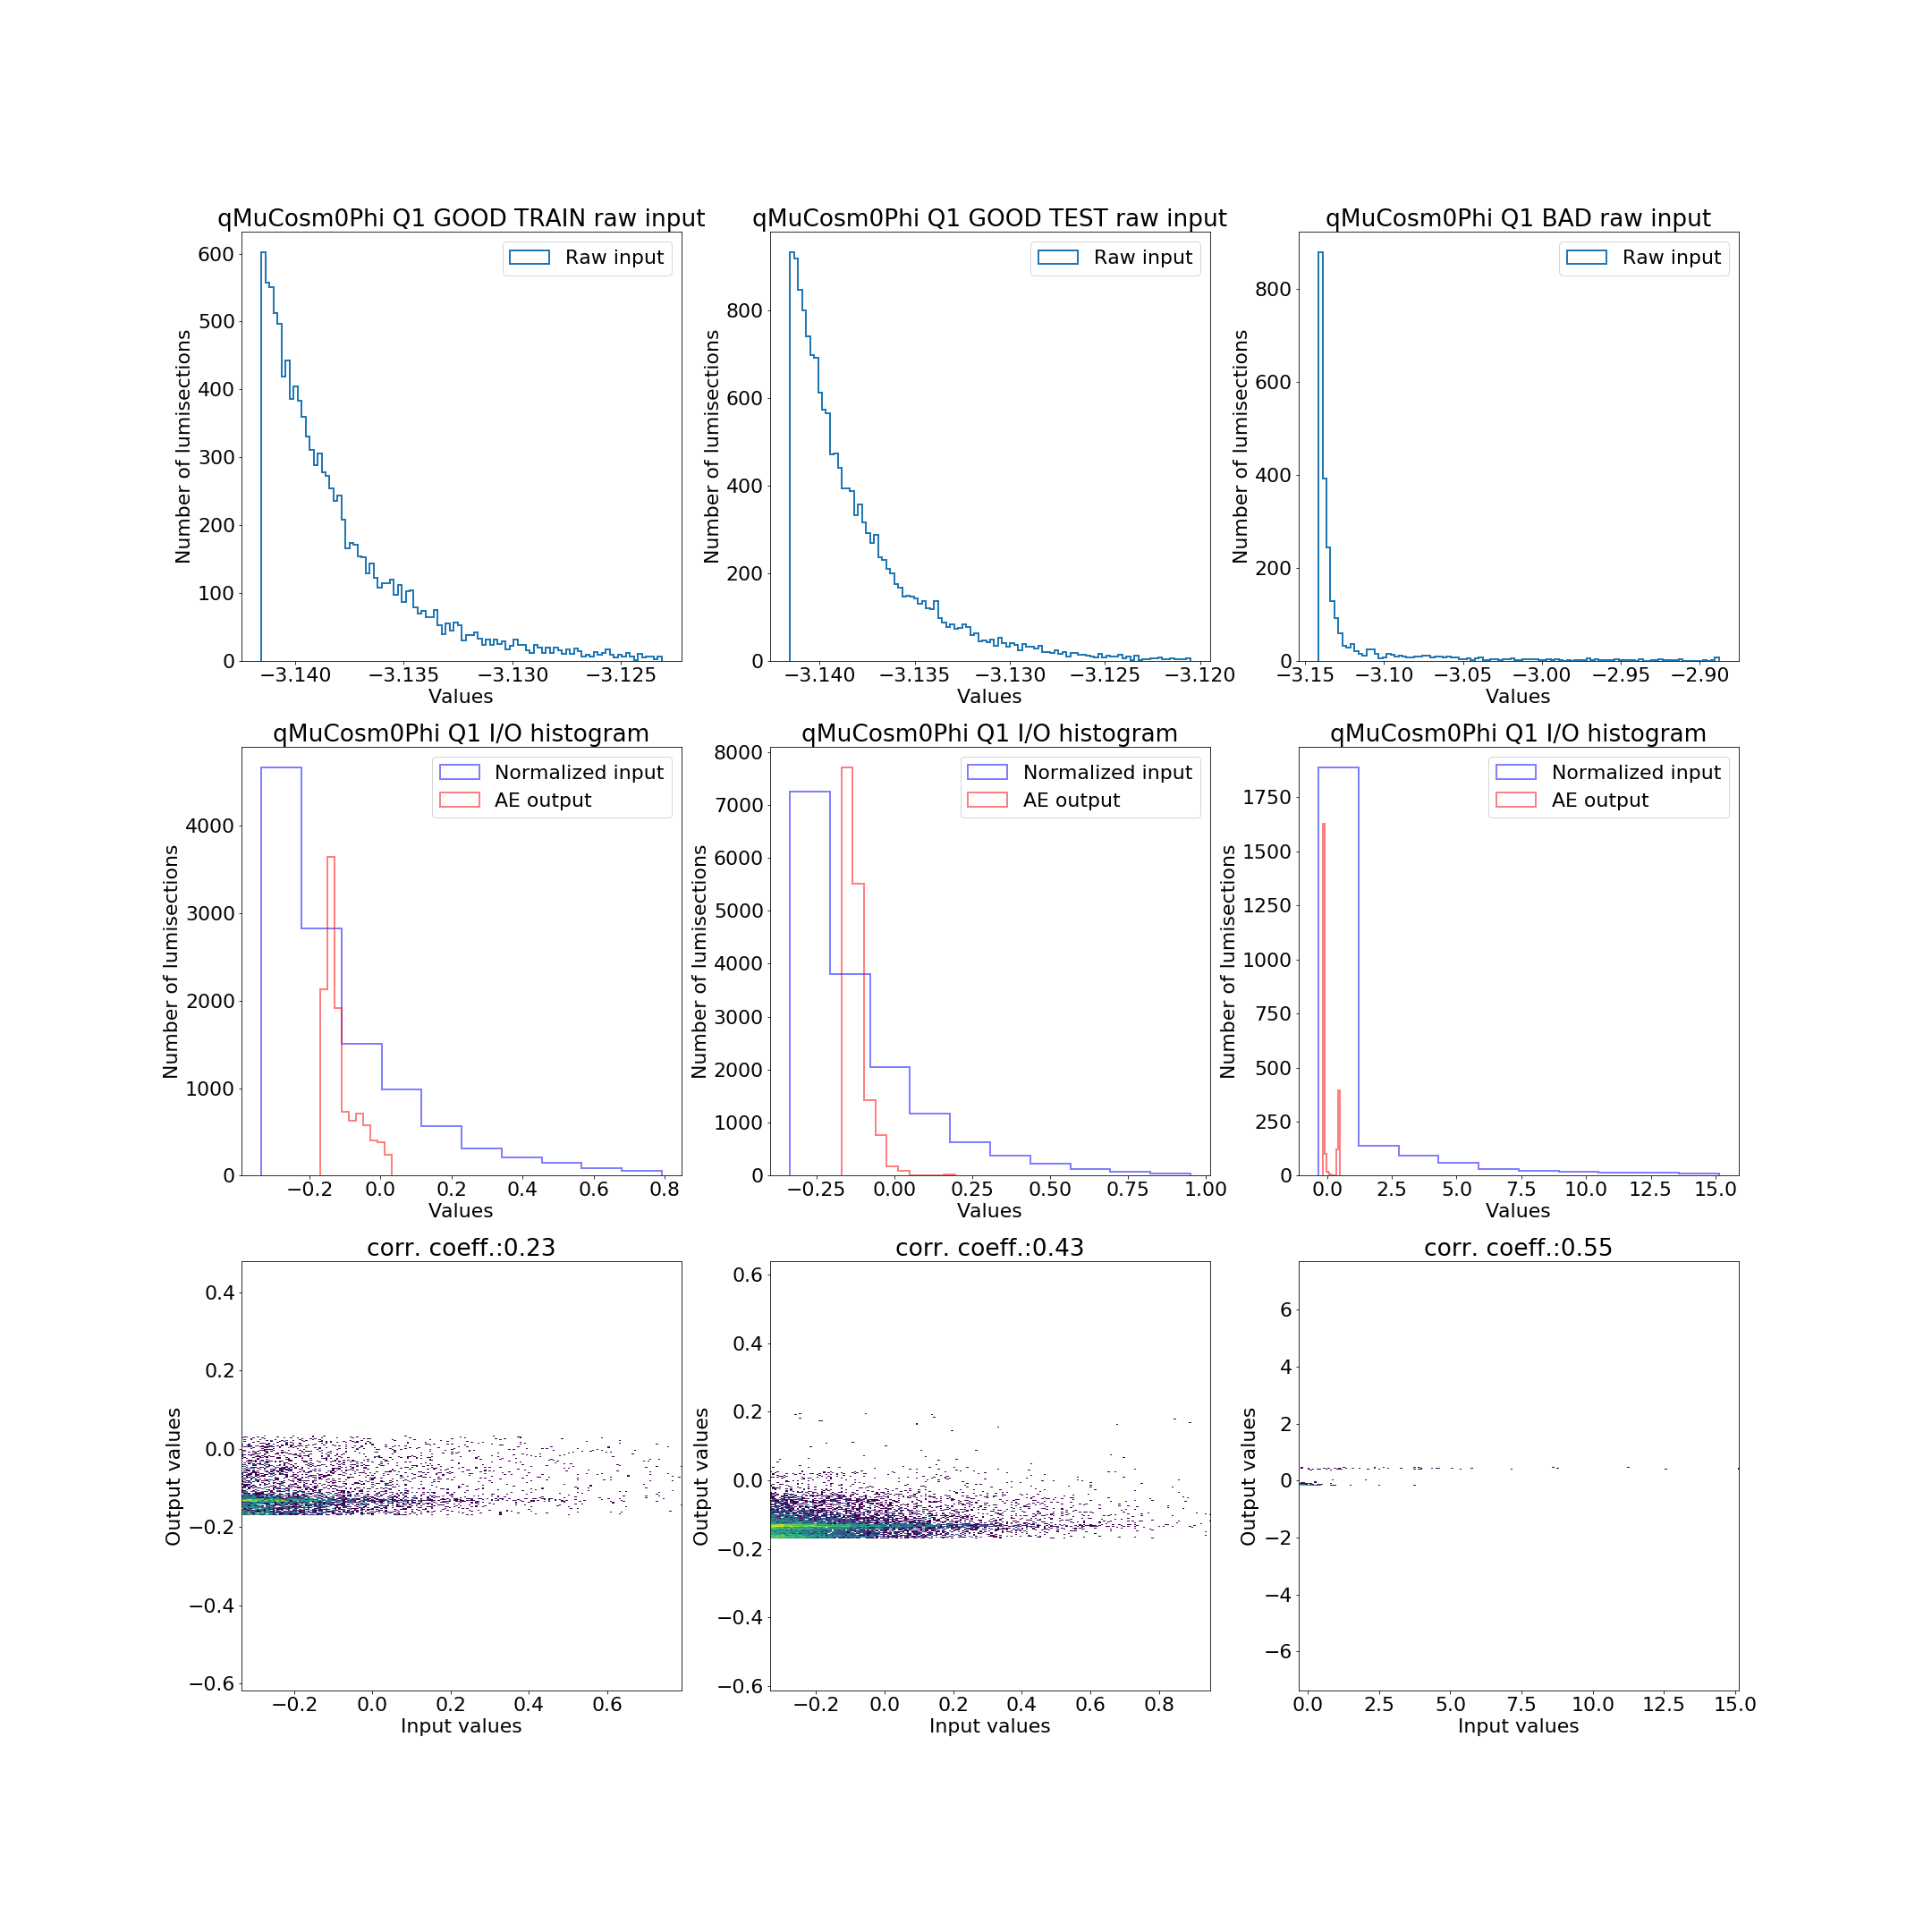 qMuCosm0Phi Q1 GOOD TRAIN raw input
Raw input
600
500
400
300
200
100
0
Number of lumisections
−3.140 −3.135 −3.130 −3.125
Values
qMuCosm0Phi Q1 GOOD TEST raw input
Raw input
800
600
400
200
0
Number of lumisections
−3.140 −3.135 −3.130 −3.125 −3.120
Values
qMuCosm0Phi Q1 BAD raw input
Raw input
800
600
400
200
0
Number of lumisections
−3.15 −3.10 −3.05 −3.00 −2.95 −2.90
Values
qMuCosm0Phi Q1 I/O histogram
Normalized input
AE output
4000
3000
2000
1000
0
Number of lumisections
−0.2 0.0 0.2 0.4 0.6 0.8
Values
qMuCosm0Phi Q1 I/O histogram
Normalized input
AE output
8000
7000
6000
5000
4000
3000
2000
1000
0
Number of lumisections
−0.25 0.00 0.25 0.50 0.75 1.00
Values
qMuCosm0Phi Q1 I/O histogram
Normalized input
AE output
1750
1500
1250
1000
750
500
250
0
Number of lumisections
0.0 2.5 5.0 7.5 10.0 12.5 15.0
Values
corr. coeff.:0.23
0.4
0.2
0.0
−0.2
−0.4
−0.6
Output values
−0.2 0.0 0.2 0.4 0.6
Input values
corr. coeff.:0.43
0.6
0.4
0.2
0.0
−0.2
−0.4
−0.6
Output values
−0.2 0.0 0.2 0.4 0.6 0.8
Input values
corr. coeff.:0.55
6
4
2
0
−2
−4
−6
Output values
0.0 2.5 5.0 7.5 10.0 12.5 15.0
Input values